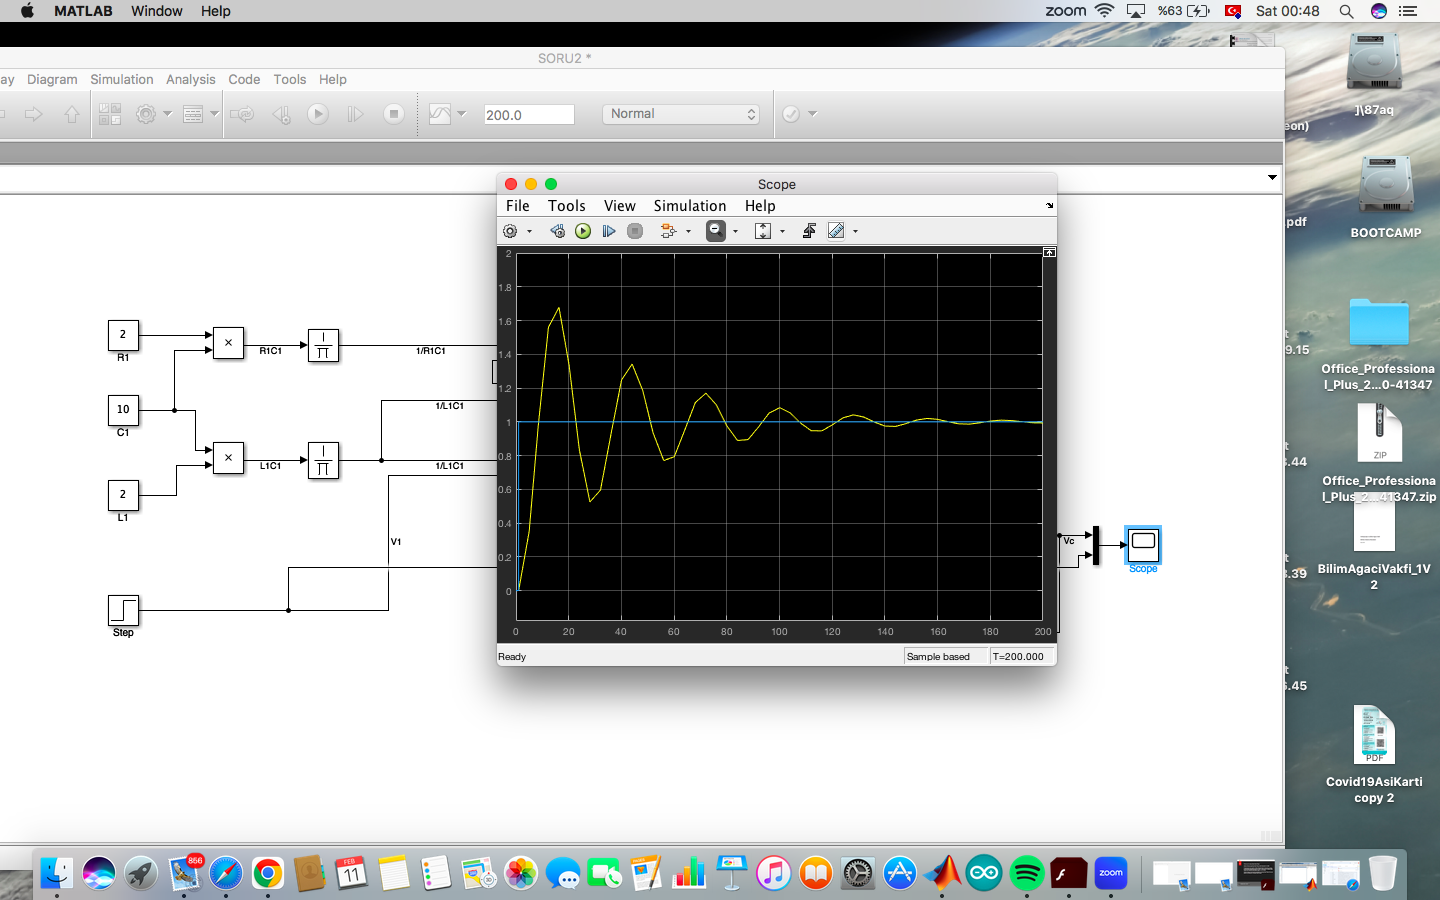 MATLAB Window Help
zoom %63 Sat 00:48
SORU2 *
ay Diagram Simulation Analysis Code Tools Help
200.0 Normal
Scope
File Tools View Simulation Help
2
1.8
1.6
1.4
1.2
1
0.8
0.6
0.4
0.2
0
0 20 40 60 80 100 120 140 160 180 200
Ready Sample based T=200.000
2
R1
×
R1C1
1/R1C1
10
C1
1/L1C1
×
L1C1
1/L1C1
2
L1
V1
Step
Vc
Scope
]\87aq
eon)
BOOTCAMP
pdf
t
9.15
Office_Professiona
l_Plus_2...0-41347
ZIP
t
3.44
Office_Professiona
l_Plus_2...41347.zip
t
3.39
BilimAgaciVakfi_1V
2
t
6.45
PDF
Covid19AsiKarti
copy 2
866
FEB
11
zoom